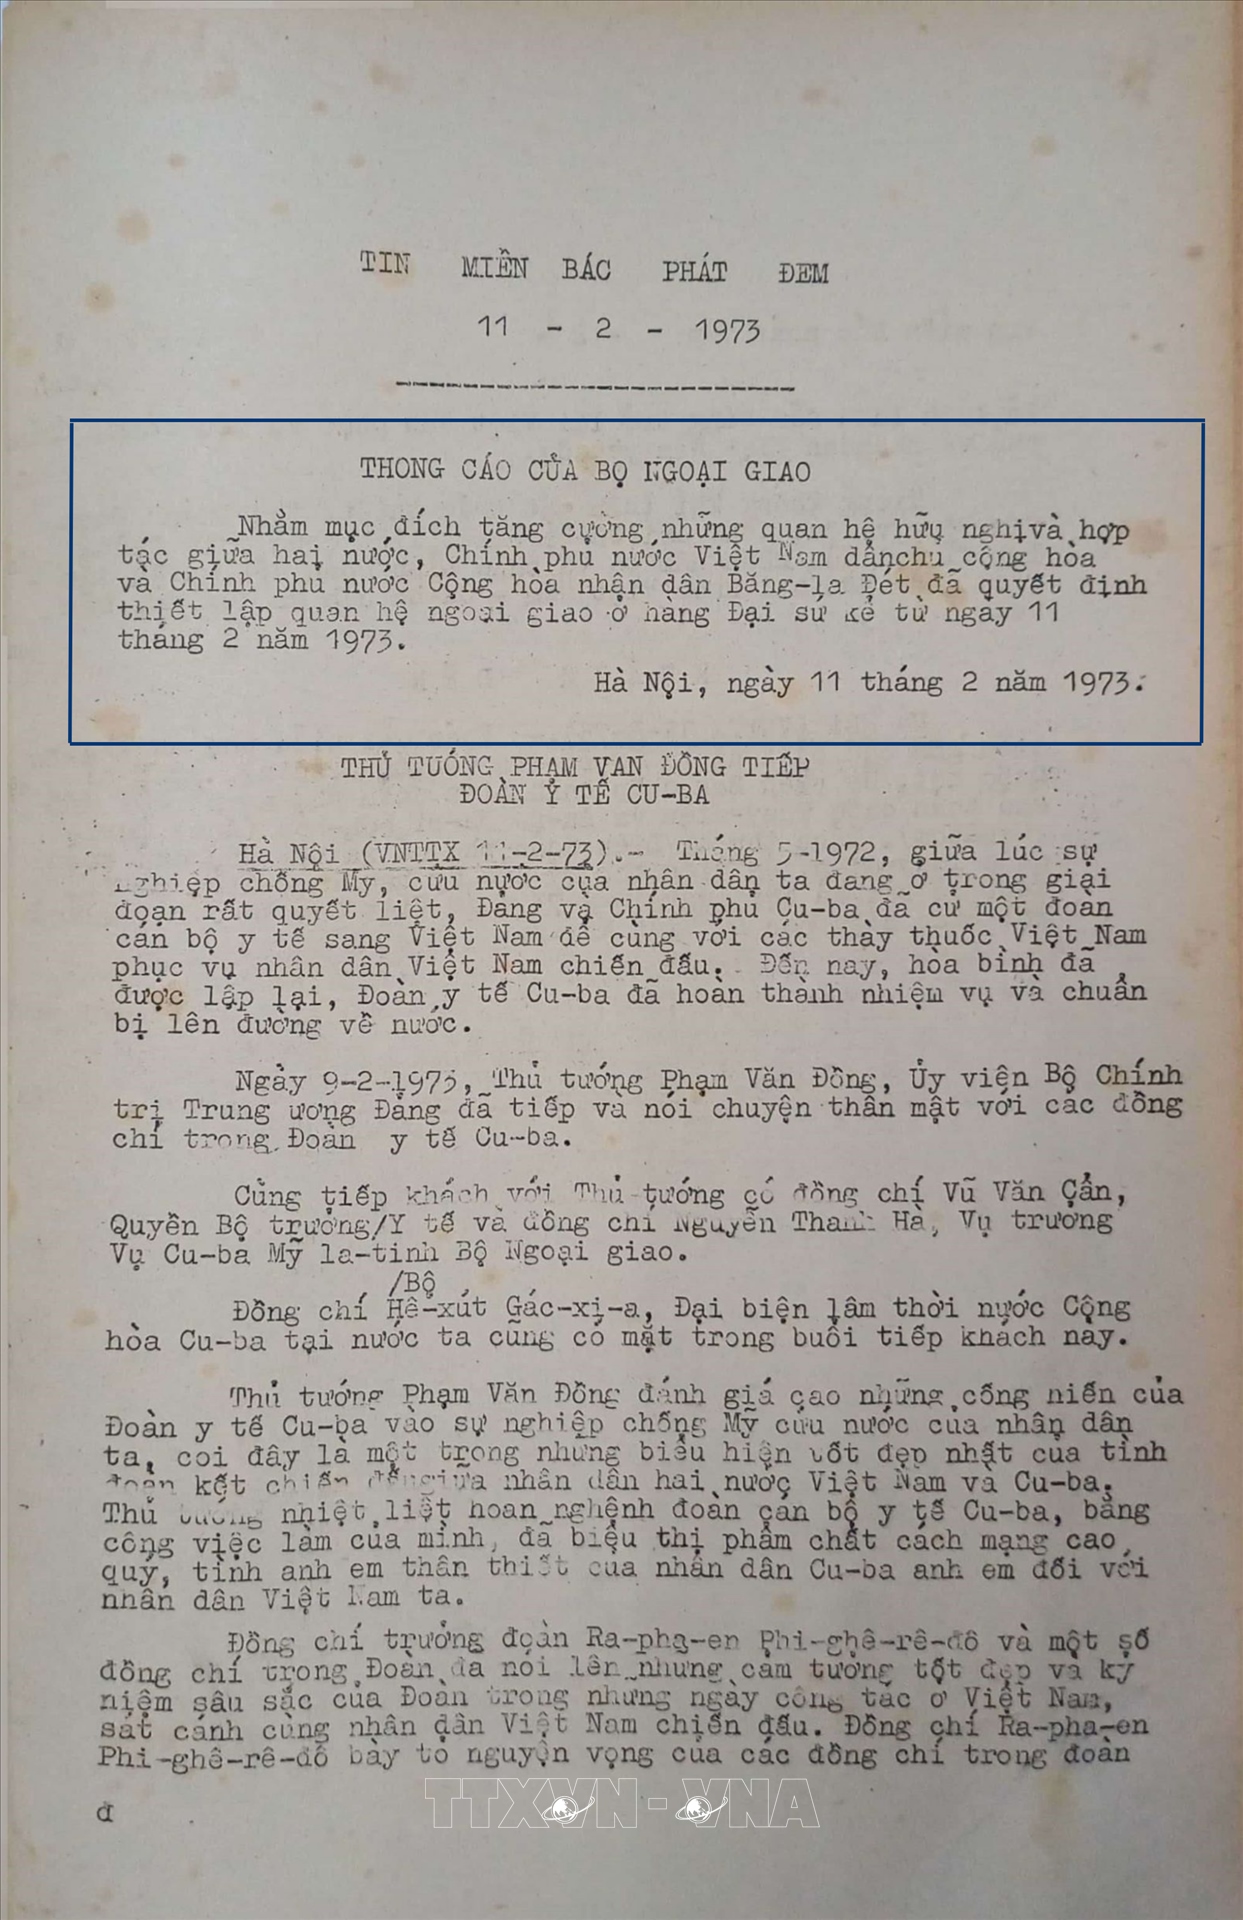 TIN MIỀN BÁC PHÁT ĐEM
11 - 2 - 1973
THONG CÁO CỦA BỌ NGOẠI GIAO
Nhằm mục đích tăng cường những quan hệ hữu nghị và hợp
tác giữa hai nước, Chính phủ nước Việt Nam dân chủ cộng hòa
và Chính phủ nước Cộng hòa nhân dân Băng-la Đét đã quyết định
thiết lập quan hệ ngoại giao ở hàng Đại sứ kể từ ngày 11
tháng 2 năm 1973.
Hà Nội, ngày 11 tháng 2 năm 1973.
THỦ TUÓNG PHẠM VAN ĐỒNG TIẾP
ĐOÀN Y TẾ CU-BA
Hà Nội (VNTTX 11-2-73).- Tháng 5-1972, giữa lúc sự
nghiệp chống Mỹ, cứu nước của nhân dân ta đang ở trong giai
đoạn rất quyết liệt, Đảng và Chính phủ Cu-ba đã cử một đoàn
cán bộ y tế sang Việt Nam để cùng với các thày thuốc Việt Nam
phục vụ nhân dân Việt Nam chiến đấu. Đến nay, hòa bình đã
được lập lại, Đoàn y tế Cu-ba đã hoàn thành nhiệm vụ và chuẩn
bị lên đường về nước.
Ngày 9-2-1973, Thủ tướng Phạm Văn Đồng, Ủy viên Bộ Chính
trị Trung ương Đảng đã tiếp và nói chuyện thân mật với các đồng
chí trong Đoàn y tế Cu-ba.
Cùng tiếp khách với Thủ tướng có đồng chí Vũ Văn Cẩn,
Quyền Bộ trưởng/Y tế và đồng chí Nguyễn Thanh Hà, Vụ trưởng
Vụ Cu-ba Mỹ la-tinh Bộ Ngoại giao.
/Bộ
Đồng chí Hê-xút Gác-xi-a, Đại biện lâm thời nước Cộng
hòa Cu-ba tại nước ta cũng có mặt trong buổi tiếp khách này.
Thủ tướng Phạm Văn Đồng đánh giá cao những cống hiến của
Đoàn y tế Cu-ba vào sự nghiệp chống Mỹ cứu nước của nhân dân
ta, coi đây là một trong những biểu hiện tốt đẹp nhất của tình
đoàn kết chiến đấu giữa nhân dân hai nước Việt Nam và Cu-ba.
Thủ tướng nhiệt liệt hoan nghênh đoàn cán bộ y tế Cu-ba, bằng
công việc làm của mình, đã biểu thị phẩm chất cách mạng cao
quý, tình anh em thân thiết của nhân dân Cu-ba anh em đối với
nhân dân Việt Nam ta.
Đồng chí trưởng đoàn Ra-pha-en Phi-ghê-rê-đô và một số
đồng chí trong Đoàn đã nói lên những cảm tưởng tốt đẹp và kỷ
niệm sâu sắc của Đoàn trong những ngày công tác ở Việt Nam,
sát cánh cùng nhân dân Việt Nam chiến đấu. Đồng chí Ra-pha-en
Phi-ghê-rê-đô bày tỏ nguyện vọng của các đồng chí trong đoàn
đ
TTXVN-VNA